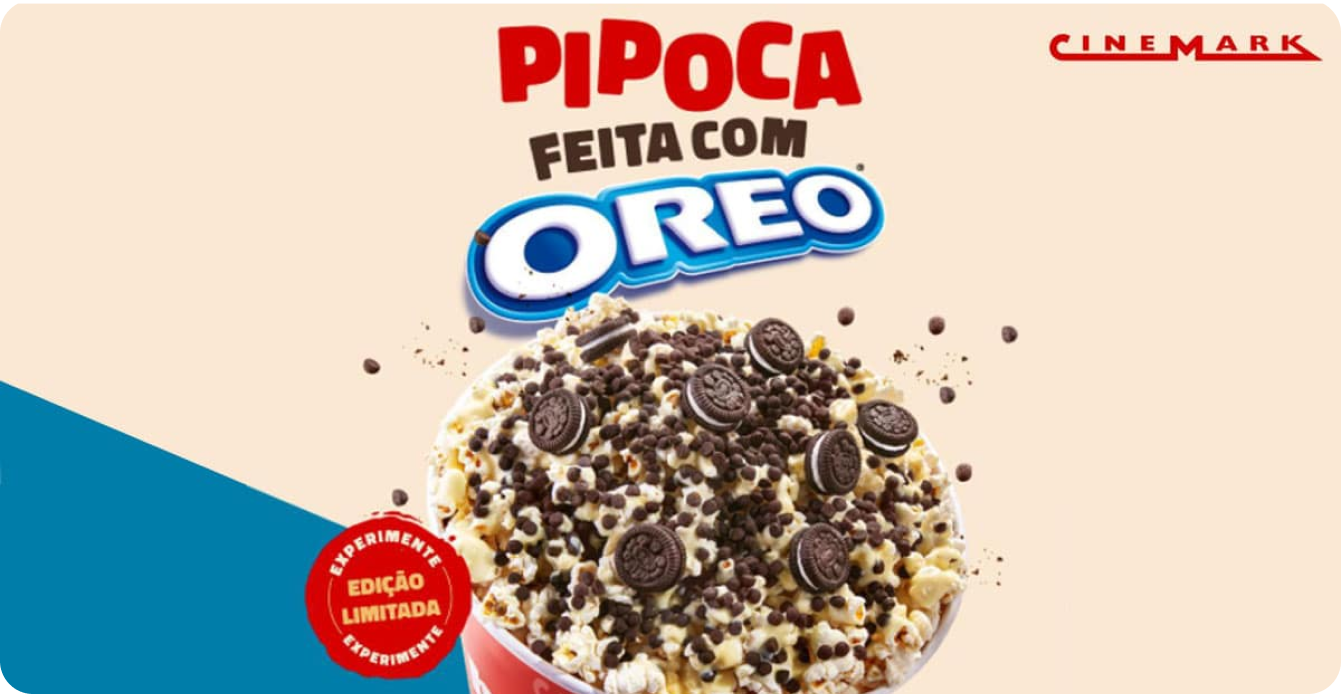 PIPOCA
FEITA COM
OREO
CINEMARK
EXPERIMENTE
EDIÇÃO
LIMITADA
EXPERIMENTE